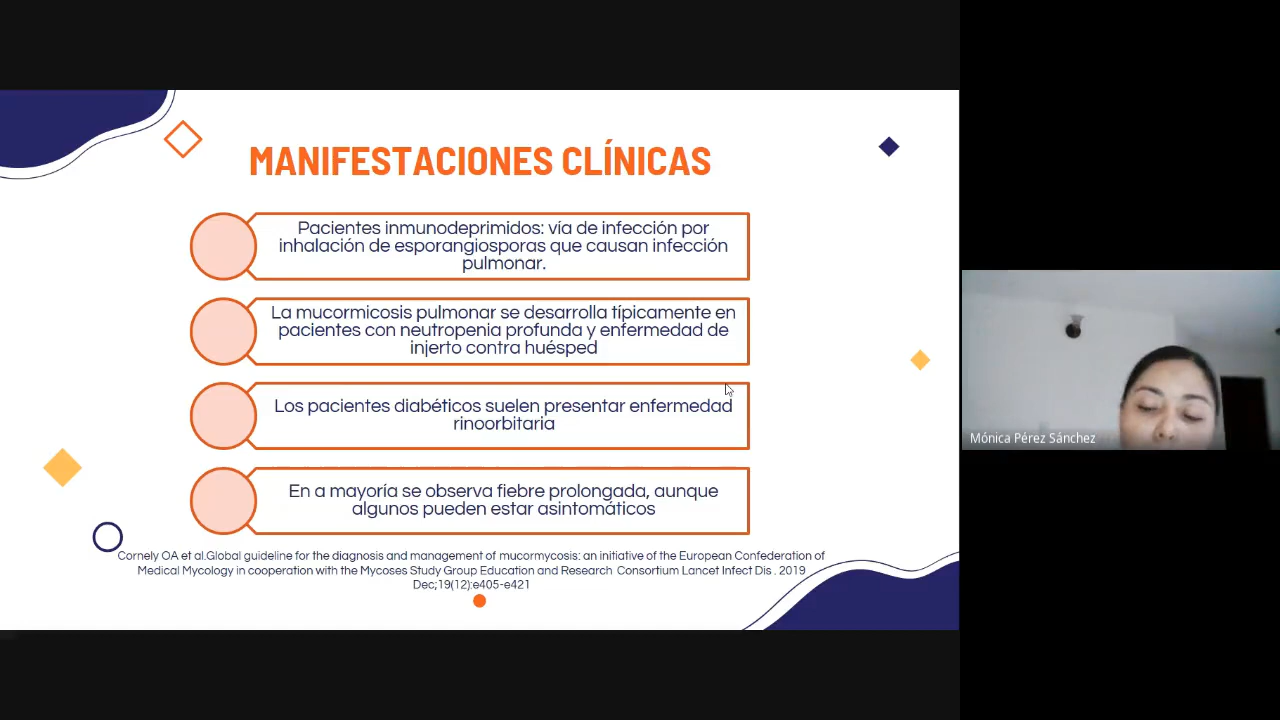 MANIFESTACIONES CLÍNICAS
Pacientes inmunodeprimidos: vía de infección por
inhalación de esporangiosporas que causan infección
pulmonar.
La mucormicosis pulmonar se desarrolla típicamente en
pacientes con neutropenia profunda y enfermedad de
injerto contra huésped
Los pacientes diabéticos suelen presentar enfermedad
rinoorbitaria
En a mayoría se observa fiebre prolongada, aunque
algunos pueden estar asintomáticos
Cornely OA et al.Global guideline for the diagnosis and management of mucormycosis: an initiative of the European Confederation of
Medical Mycology in cooperation with the Mycoses Study Group Education and Research Consortium Lancet Infect Dis . 2019
Dec;19(12):e405-e421
Mónica Pérez Sánchez